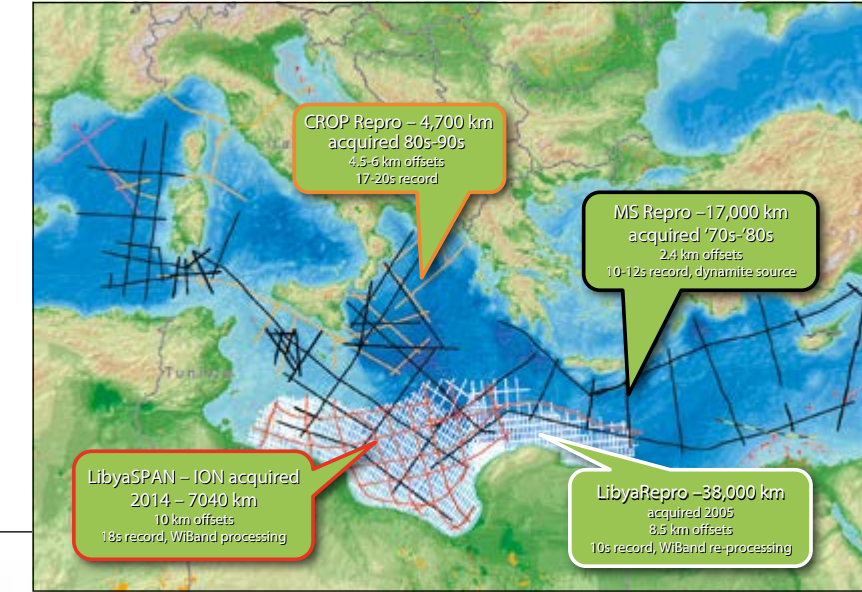 CROP Repro – 4,700 km
acquired 80s-90s
4.5-6 km offsets
17-20s record
MS Repro –17,000 km
acquired ’70s-’80s
2.4 km offsets
10-12s record, dynamite source
LibyaSPAN – ION acquired
2014 – 7040 km
10 km offsets
18s record, WiBand processing
LibyaRepro –38,000 km
acquired 2005
8.5 km offsets
10s record, WiBand re-processing